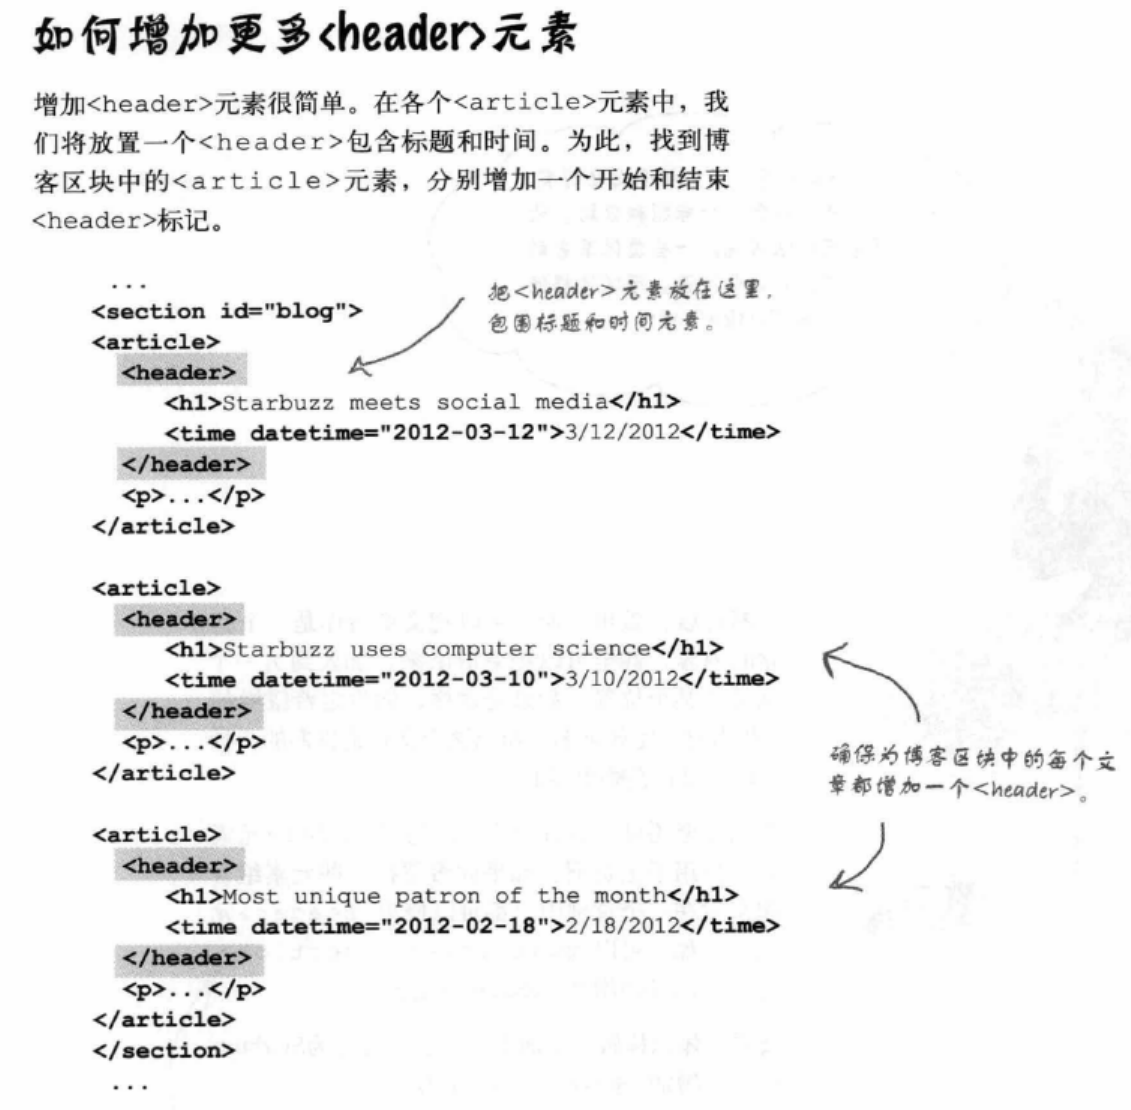 如何增加更多<header>元素
增加<header>元素很简单。在各个<article>元素中，我
们将放置一个<header>包含标题和时间。为此，找到博
客区块中的<article>元素，分别增加一个开始和结束
<header>标记。
...
<section id="blog">
把<header>元素放在这里，
包围标题和时间元素。
<article>
<header>
<h1>Starbuzz meets social media</h1>
<time datetime="2012-03-12">3/12/2012</time>
</header>
<p>...</p>
</article>
<article>
<header>
<h1>Starbuzz uses computer science</h1>
<time datetime="2012-03-10">3/10/2012</time>
</header>
<p>...</p>
</article>
确保为博客区块中的每个文
章都增加一个<header>。
<article>
<header>
<h1>Most unique patron of the month</h1>
<time datetime="2012-02-18">2/18/2012</time>
</header>
<p>...</p>
</article>
</section>
...